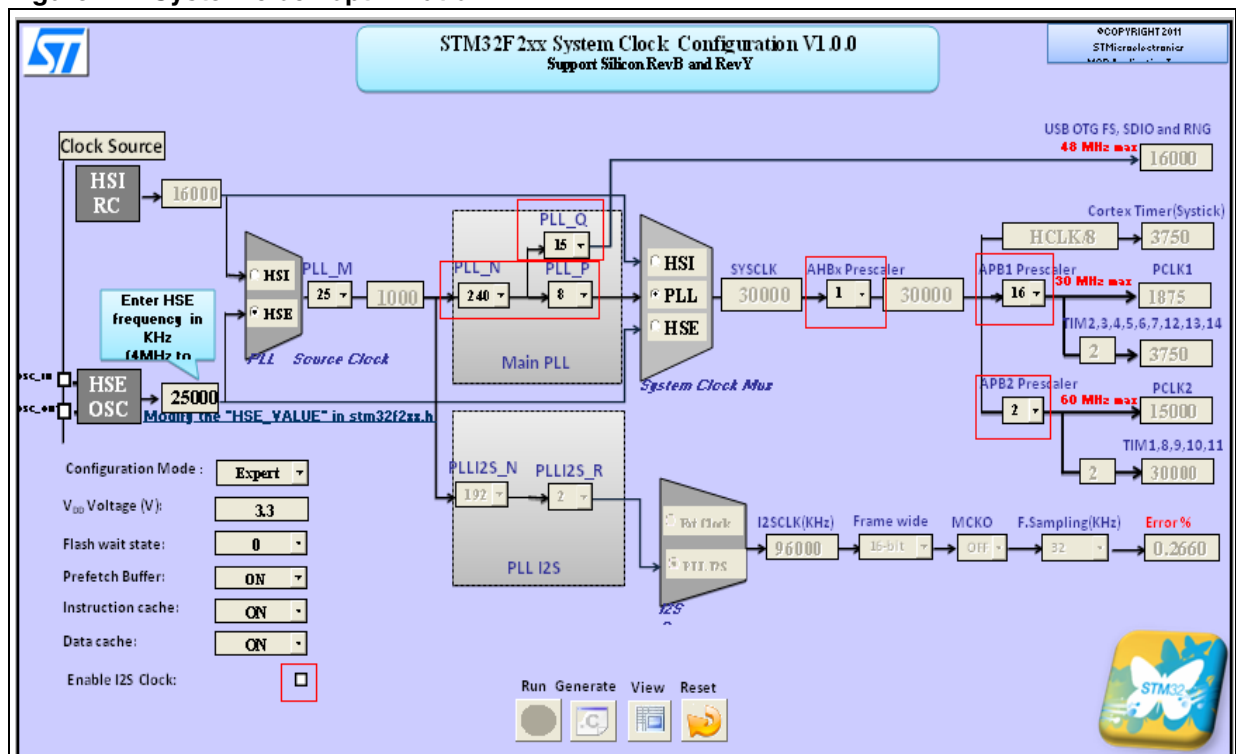 ST
STM32F2xx System Clock Configuration V1.0.0
Support Silicon RevB and RevY
©COPYRIGHT 2011
STMicroelectronics
Clock Source
HSI
RC
16000
USB OTG FS, SDIO and RNG
48 MHz max
16000
Cortex Timer(Systick)
HCLK/8
3750
PLL_Q
15
PLL_M
25
1000
HSI
HSE
PLL Source Clock
PLL_N
240
PLL_P
8
Main PLL
HSI
PLL
HSE
System Clock Mux
SYSCLK
30000
AHBx Prescaler
1
30000
APB1 Prescaler
16
30 MHz max
PCLK1
1875
TIM2,3,4,5,6,7,12,13,14
2
3750
APB2 Prescaler
2
60 MHz max
PCLK2
15000
TIM1,8,9,10,11
2
30000
Enter HSE
frequency in
KHz
(4MHz to
HSE
OSC
25000
Modify the "HSE_VALUE" in stm32f2xx.h
Configuration Mode :
Expert
VDD Voltage (V):
3.3
Flash wait state:
0
Prefetch Buffer:
ON
Instruction cache:
ON
Data cache:
ON
Enable I2S Clock:
PLLI2S_N
192
PLLI2S_R
2
PLL I2S
Ext Clock
PLL I2S
I2S
I2SCLK(KHz)
96000
Frame wide
16-bit
MCKO
OFF
F.Sampling(KHz)
32
Error %
0.2660
Run Generate View Reset
.C
STM32